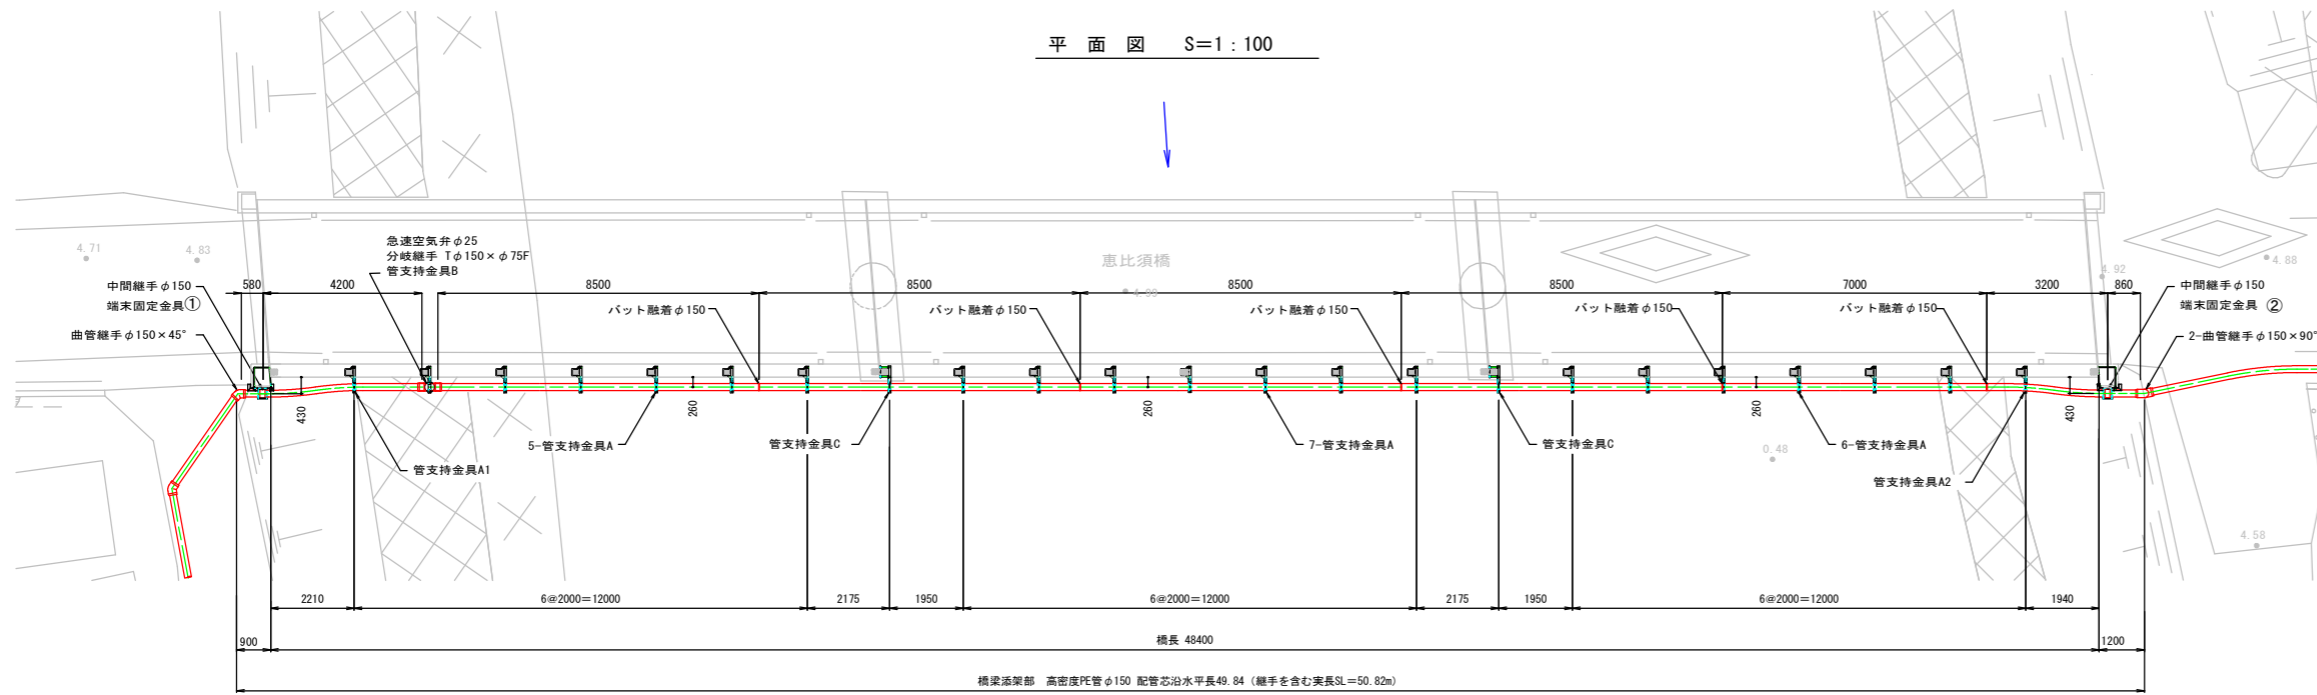 平 面 図 S=1:100
4.71
4.83
急速空気弁φ25
分岐継手 Tφ150×φ75F
管支持金具B
恵比須橋
4.92
4.88
中間継手φ150
端末固定金具①
580
4200
8500
8500
8500
8500
7000
3200
860
中間継手φ150
端末固定金具 ②
曲管継手φ150×45°
バット融着φ150
バット融着φ150
バット融着φ150
バット融着φ150
バット融着φ150
2-曲管継手φ150×90°
430
260
260
260
430
管支持金具A1
5-管支持金具A
管支持金具C
7-管支持金具A
管支持金具C
6-管支持金具A
0.48
管支持金具A2
4.58
2210
6@2000=12000
2175
1950
6@2000=12000
2175
1950
6@2000=12000
1940
900
橋長 48400
1200
橋梁添架部 高密度PE管φ150 配管芯沿水平長49.84 (継手を含む実長SL=50.82m)